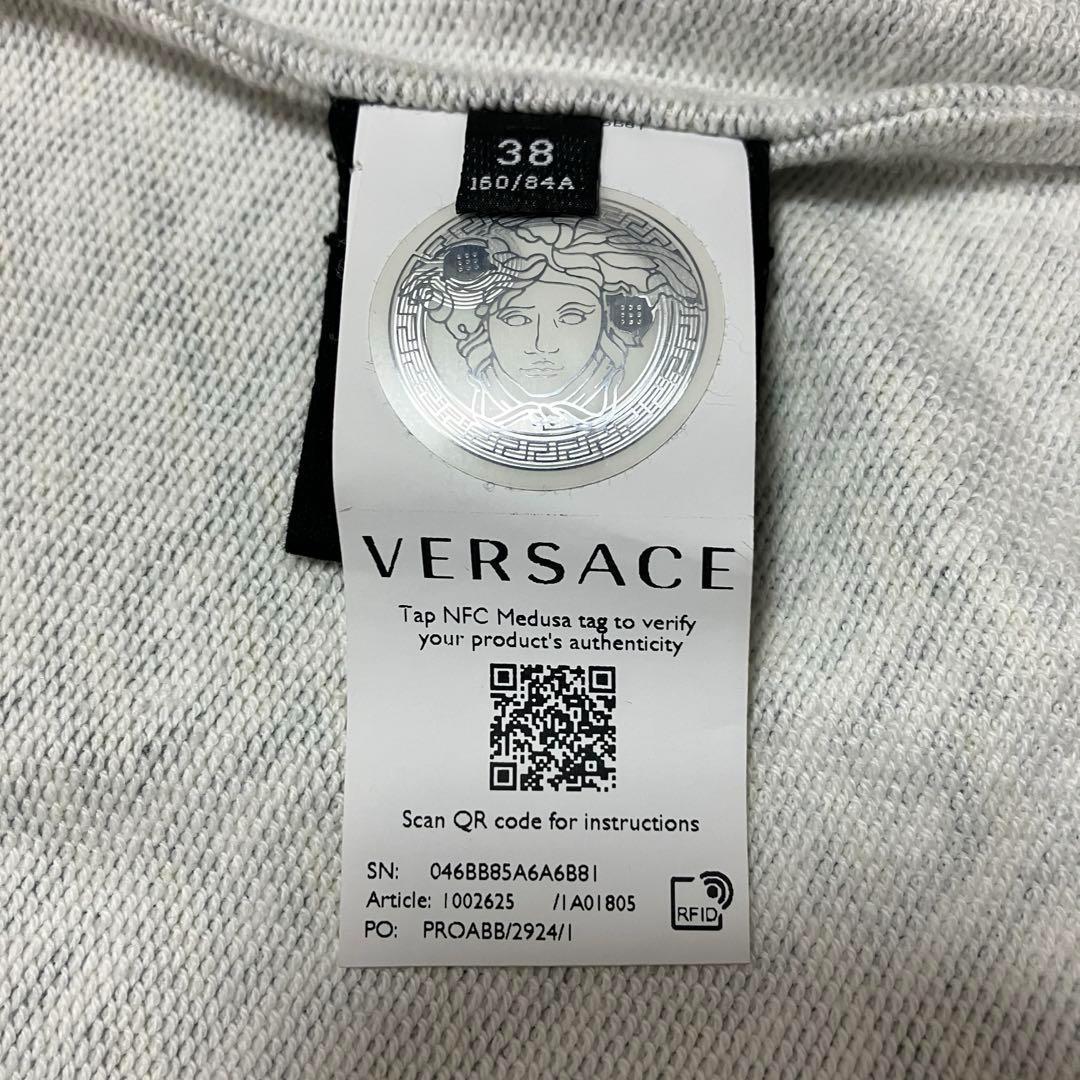 38
160/84A
VERSACE
Tap NFC Medusa tag to verify
your product's authenticity
Scan QR code for instructions
SN: 046BB85A6A6B81
Article: 1002625 /1A01805
PO: PROABB/2924/1
RFID